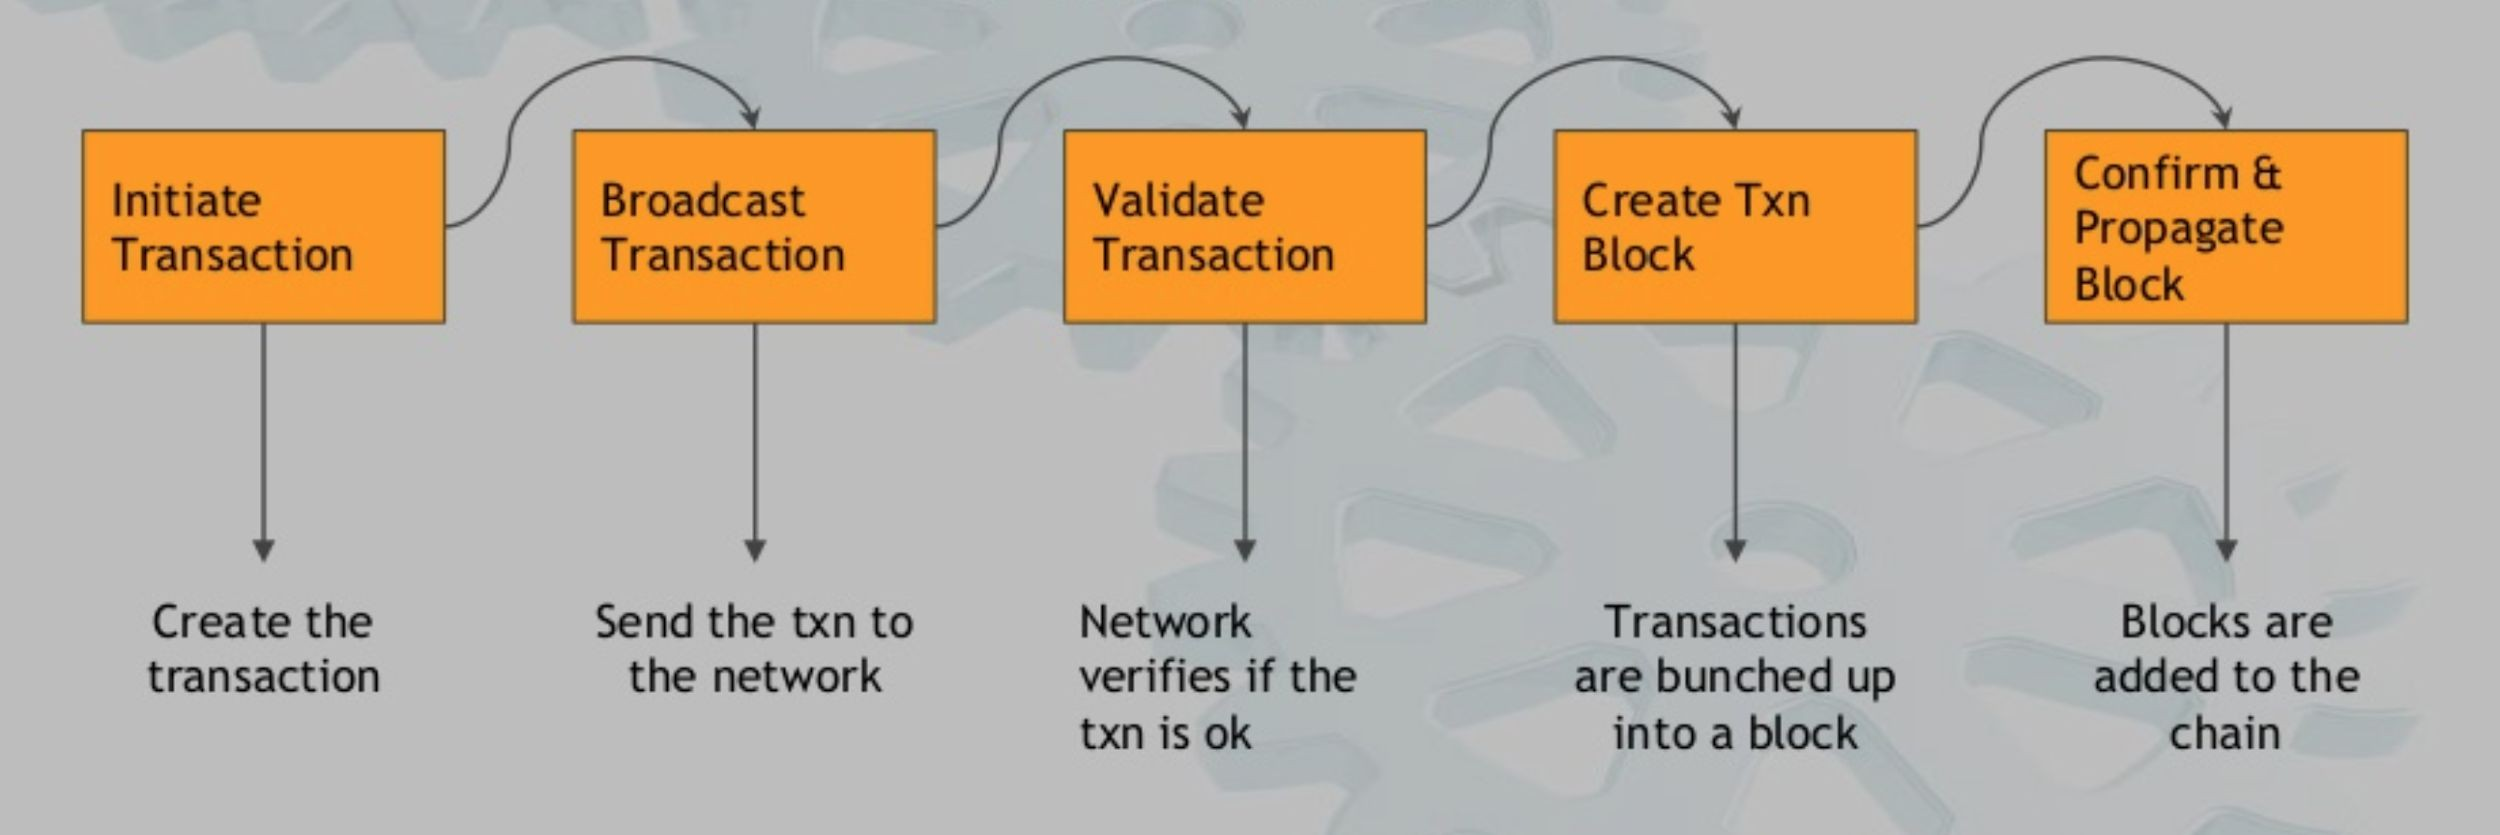 Initiate
Transaction
Broadcast
Transaction
Validate
Transaction
Create Txn
Block
Confirm &
Propagate
Block
Create the
transaction
Send the txn to
the network
Network
verifies if the
txn is ok
Transactions
are bunched up
into a block
Blocks are
added to the
chain